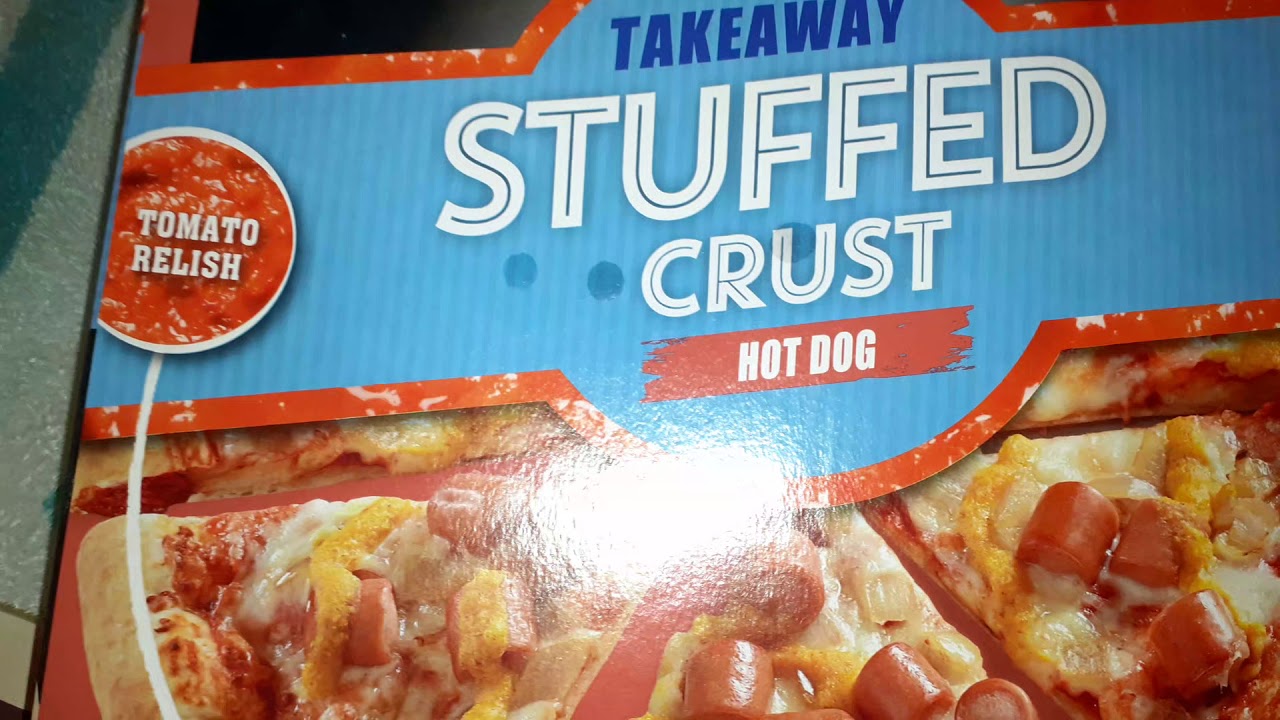 TAKEAWAY
STUFFED
CRUST
HOT DOG
TOMATO
RELISH